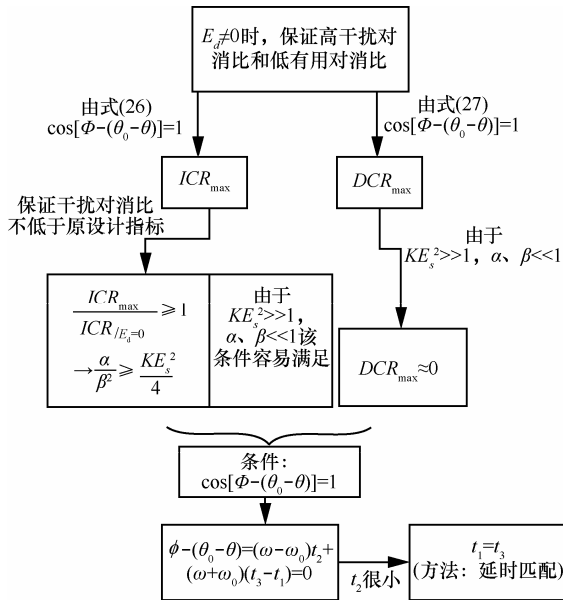 E_d≠0时，保证高干扰对
消比和低有用对消比
由式(26)
cos[Φ−(θ₀−θ)]=1
由式(27)
cos[Φ−(θ₀−θ)]=1
ICR_max
DCR_max
保证干扰对消比
不低于原设计指标
由于
KE_s²>>1，α、β<<1
ICR_max / ICR_{/E_d=0} ≥1
→α/β²≥KE_s²/4
由于
KE_s²>>1，
α、β<<1该
条件容易满足
DCR_max≈0
条件：
cos[Φ−(θ₀−θ)]=1
ϕ−(θ₀−θ)=(ω−ω₀)t₂+
(ω+ω₀)(t₃−t₁)=0
t₂很小
t₁=t₃
(方法：延时匹配)